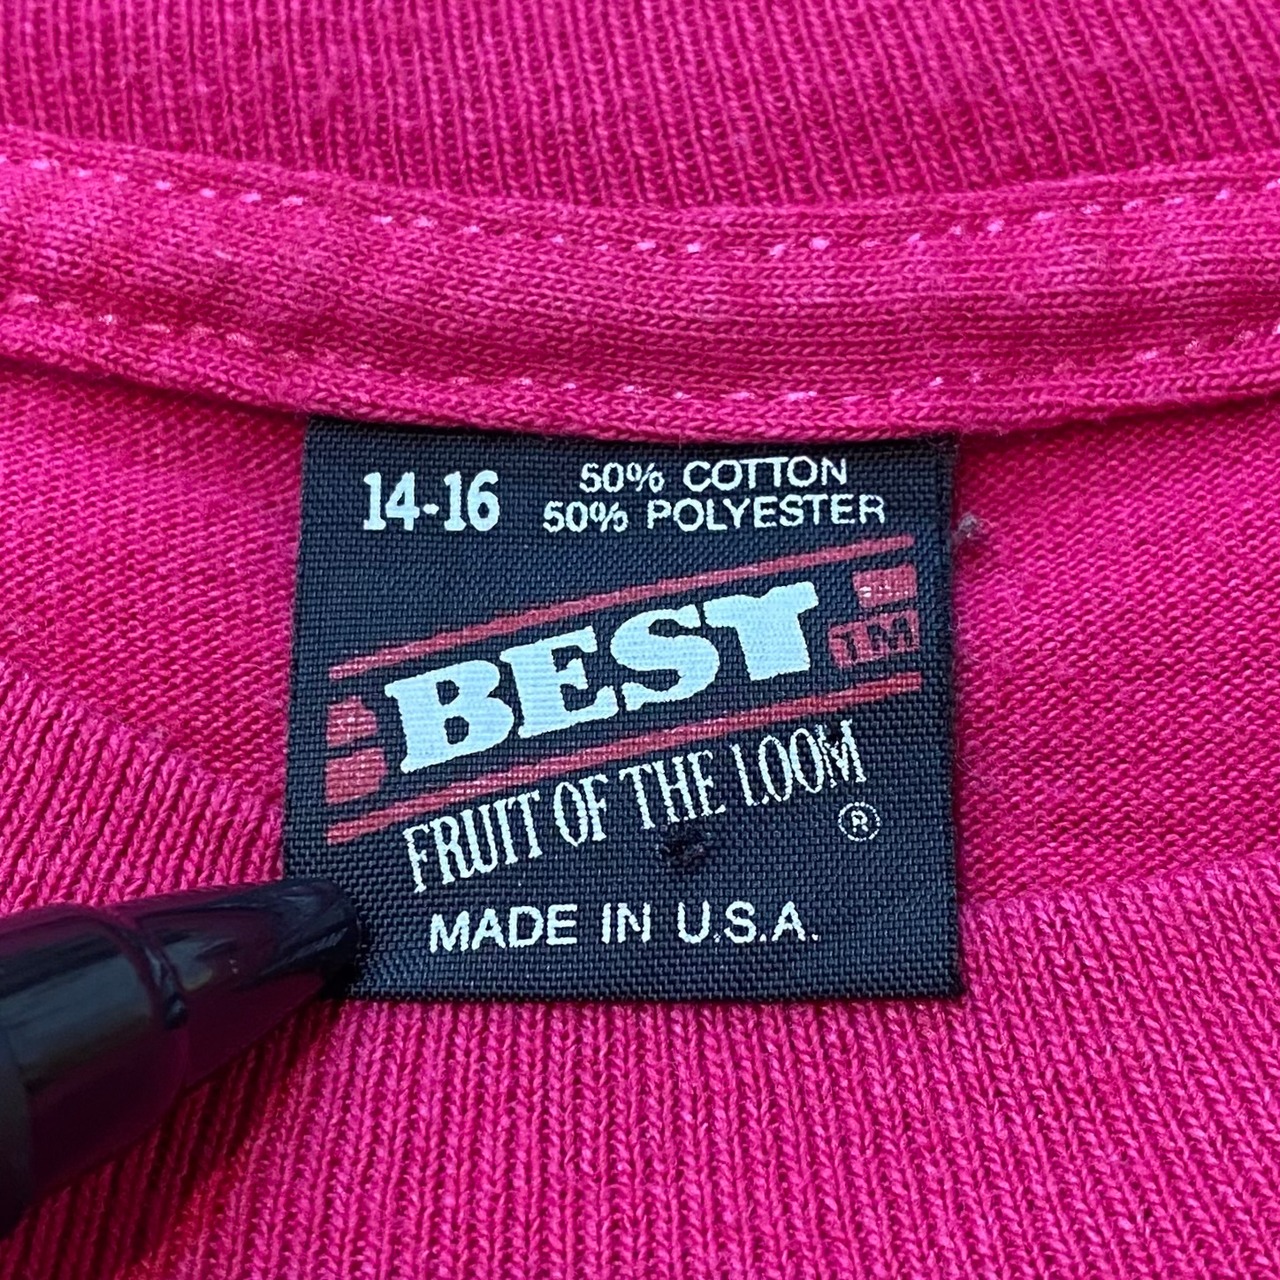 14-16
50% COTTON
50% POLYESTER
BEST
TM
FRUIT OF THE LOOM
®
MADE IN U.S.A.